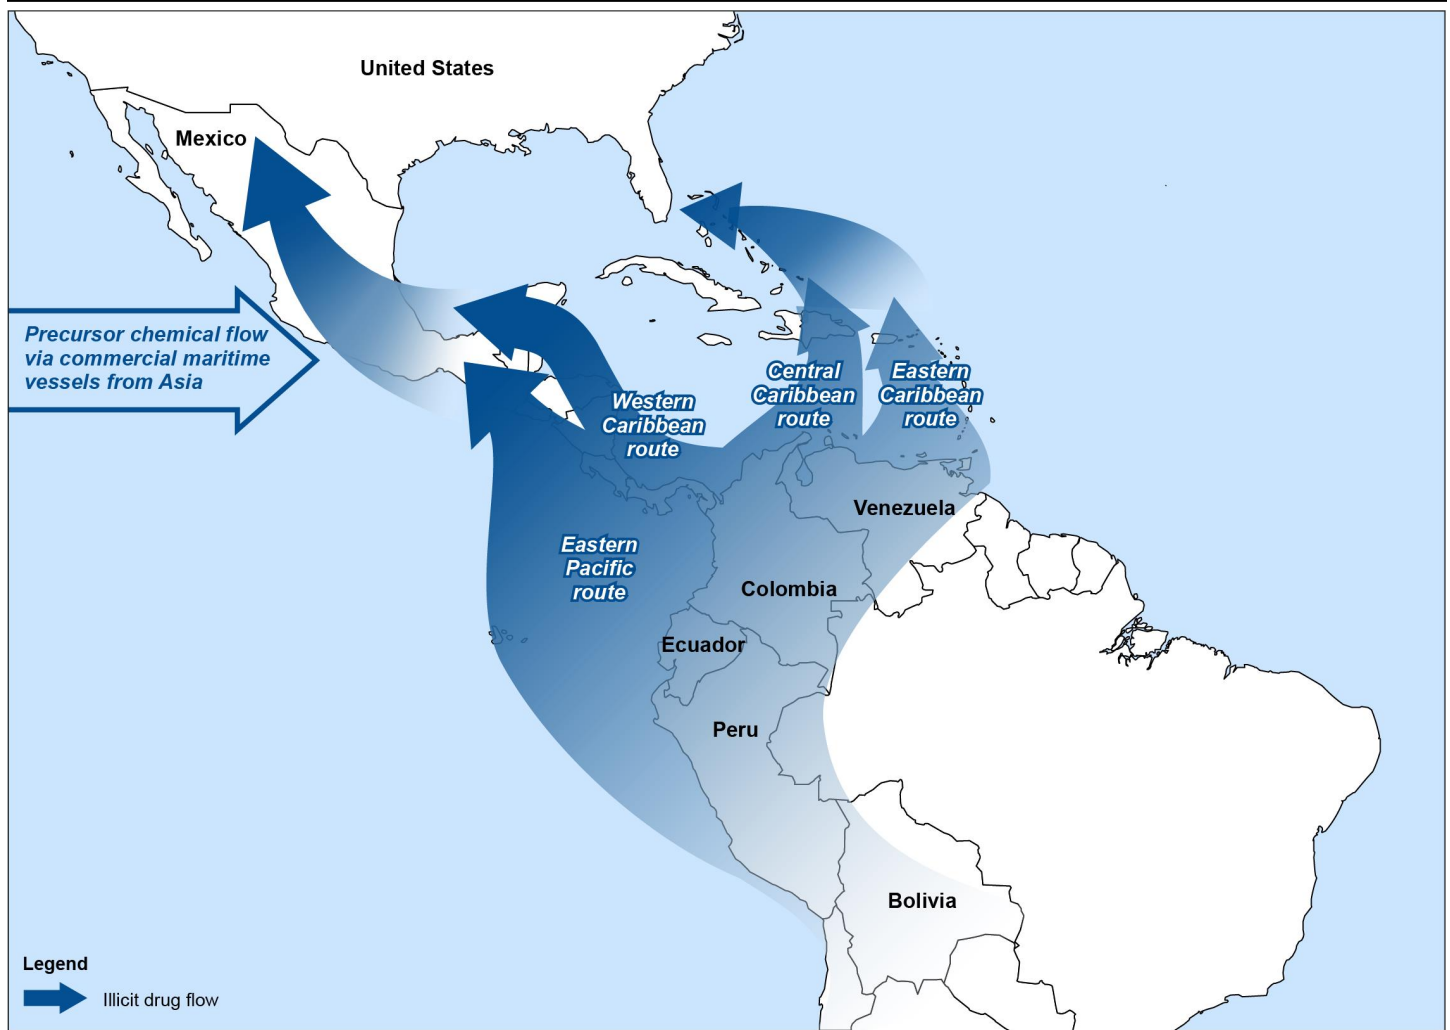 United States
Mexico
Precursor chemical flow
via commercial maritime
vessels from Asia
Western
Caribbean
route
Central
Caribbean
route
Eastern
Caribbean
route
Venezuela
Eastern
Pacific
route
Colombia
Ecuador
Peru
Bolivia
Legend
Illicit drug flow